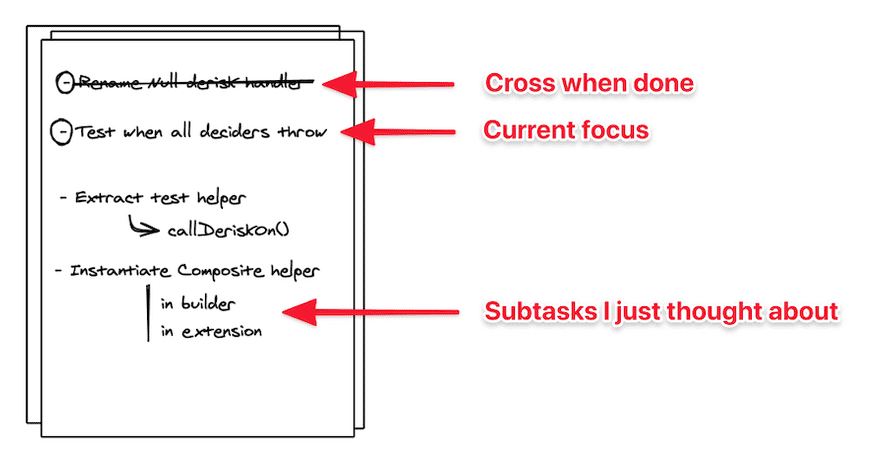 - Rename Null derisk handler
Cross when done
- Test when all deciders throw
Current focus
- Extract test helper
callDeriskOn()
- Instantiate Composite helper
in builder
in extension
Subtasks I just thought about